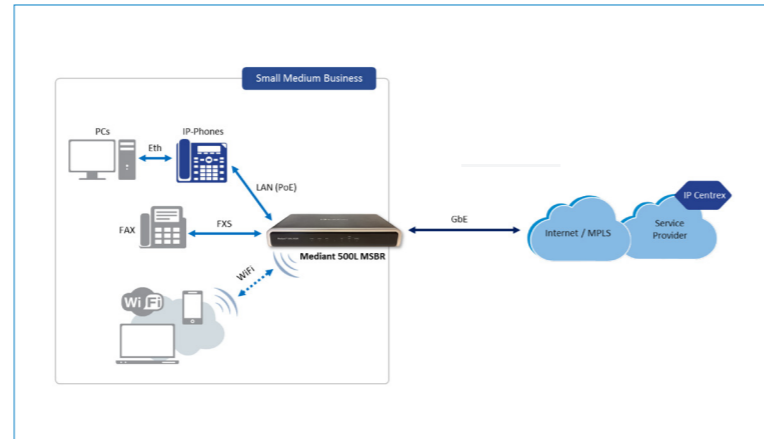 Small Medium Business
PCs
IP-Phones
Eth
IP Centrex
LAN (PoE)
FAX
FXS
GbE
Internet / MPLS
Service
Provider
Mediant 500L MSBR
WiFi
Wi Fi